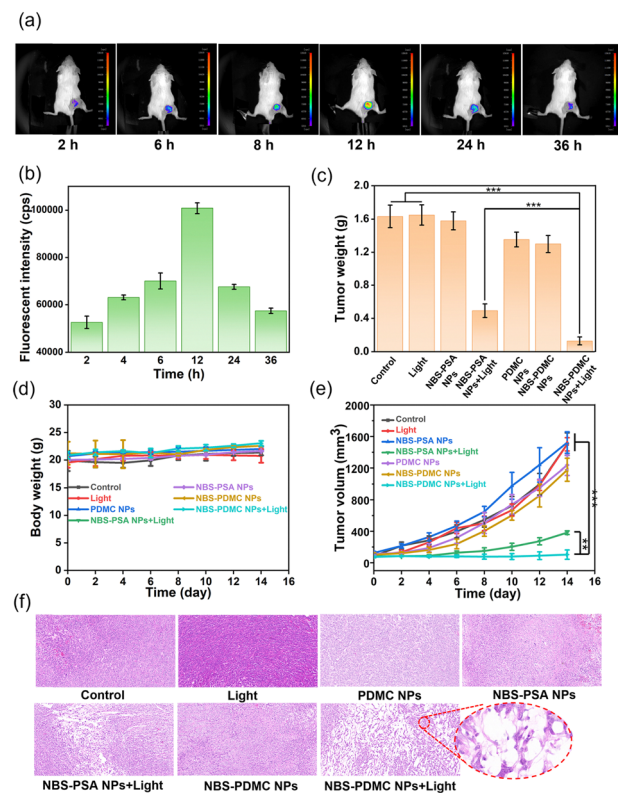 (a)
2 h
6 h
8 h
12 h
24 h
36 h
(b)
Fluorescent intensity (cps)
100000
80000
60000
40000
2
4
6
12
24
36
Time (h)
(c)
Tumor weight (g)
2.0
1.6
1.2
0.8
0.4
0.0
***
***
Control
Light
NBS-PSA
NPs
NBS-PSA
NPs+Light
PDMC
NPs
NBS-PDMC
NPs
NBS-PDMC
NPs+Light
(d)
Body weight (g)
30
25
20
15
10
5
0
Control
Light
PDMC NPs
NBS-PSA NPs+Light
NBS-PSA NPs
NBS-PDMC NPs
NBS-PDMC NPs+Light
0 2 4 6 8 10 12 14 16
Time (day)
(e)
Tumor volume (mm³)
2000
1600
1200
800
400
0
Control
Light
NBS-PSA NPs
NBS-PSA NPs+Light
PDMC NPs
NBS-PDMC NPs
NBS-PDMC NPs+Light
***
**
0 2 4 6 8 10 12 14 16
Time (day)
(f)
Control
Light
PDMC NPs
NBS-PSA NPs
NBS-PSA NPs+Light
NBS-PDMC NPs
NBS-PDMC NPs+Light